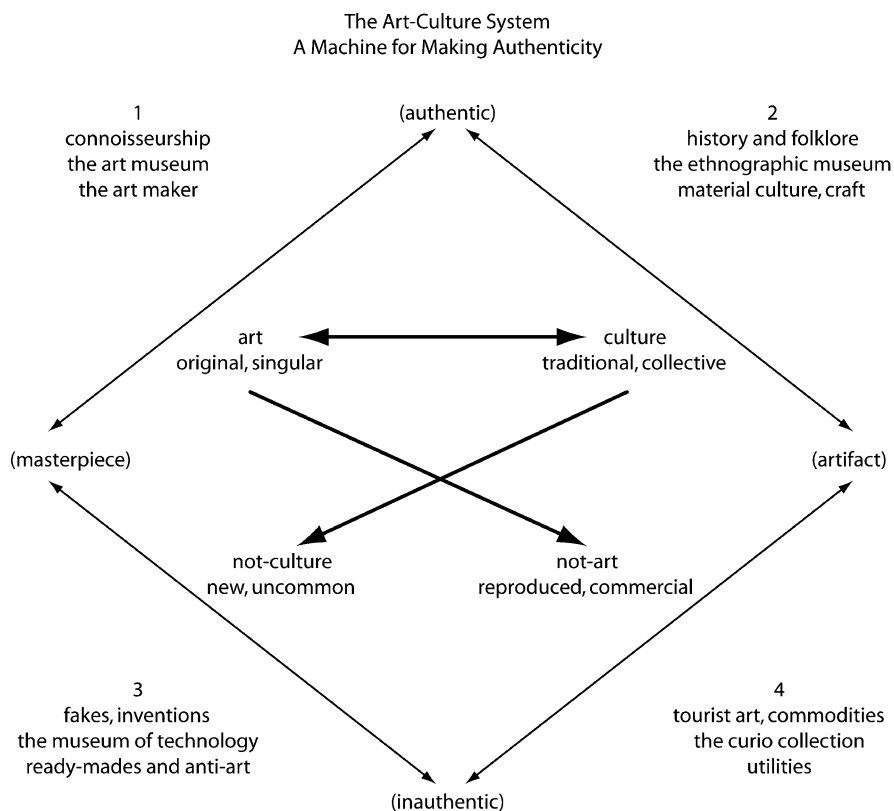 The Art-Culture System
A Machine for Making Authenticity
1
connoisseurship
the art museum
the art maker
(authentic)
2
history and folklore
the ethnographic museum
material culture, craft
art
original, singular
culture
traditional, collective
(masterpiece)
(artifact)
not-culture
new, uncommon
not-art
reproduced, commercial
3
fakes, inventions
the museum of technology
ready-mades and anti-art
4
tourist art, commodities
the curio collection
utilities
(inauthentic)